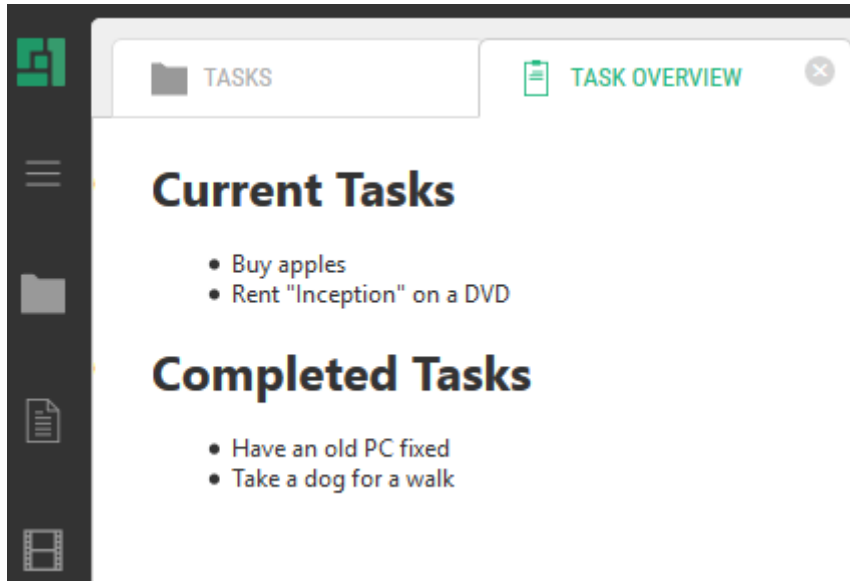 TASKS
TASK OVERVIEW
Current Tasks
• Buy apples
• Rent "Inception" on a DVD
Completed Tasks
• Have an old PC fixed
• Take a dog for a walk